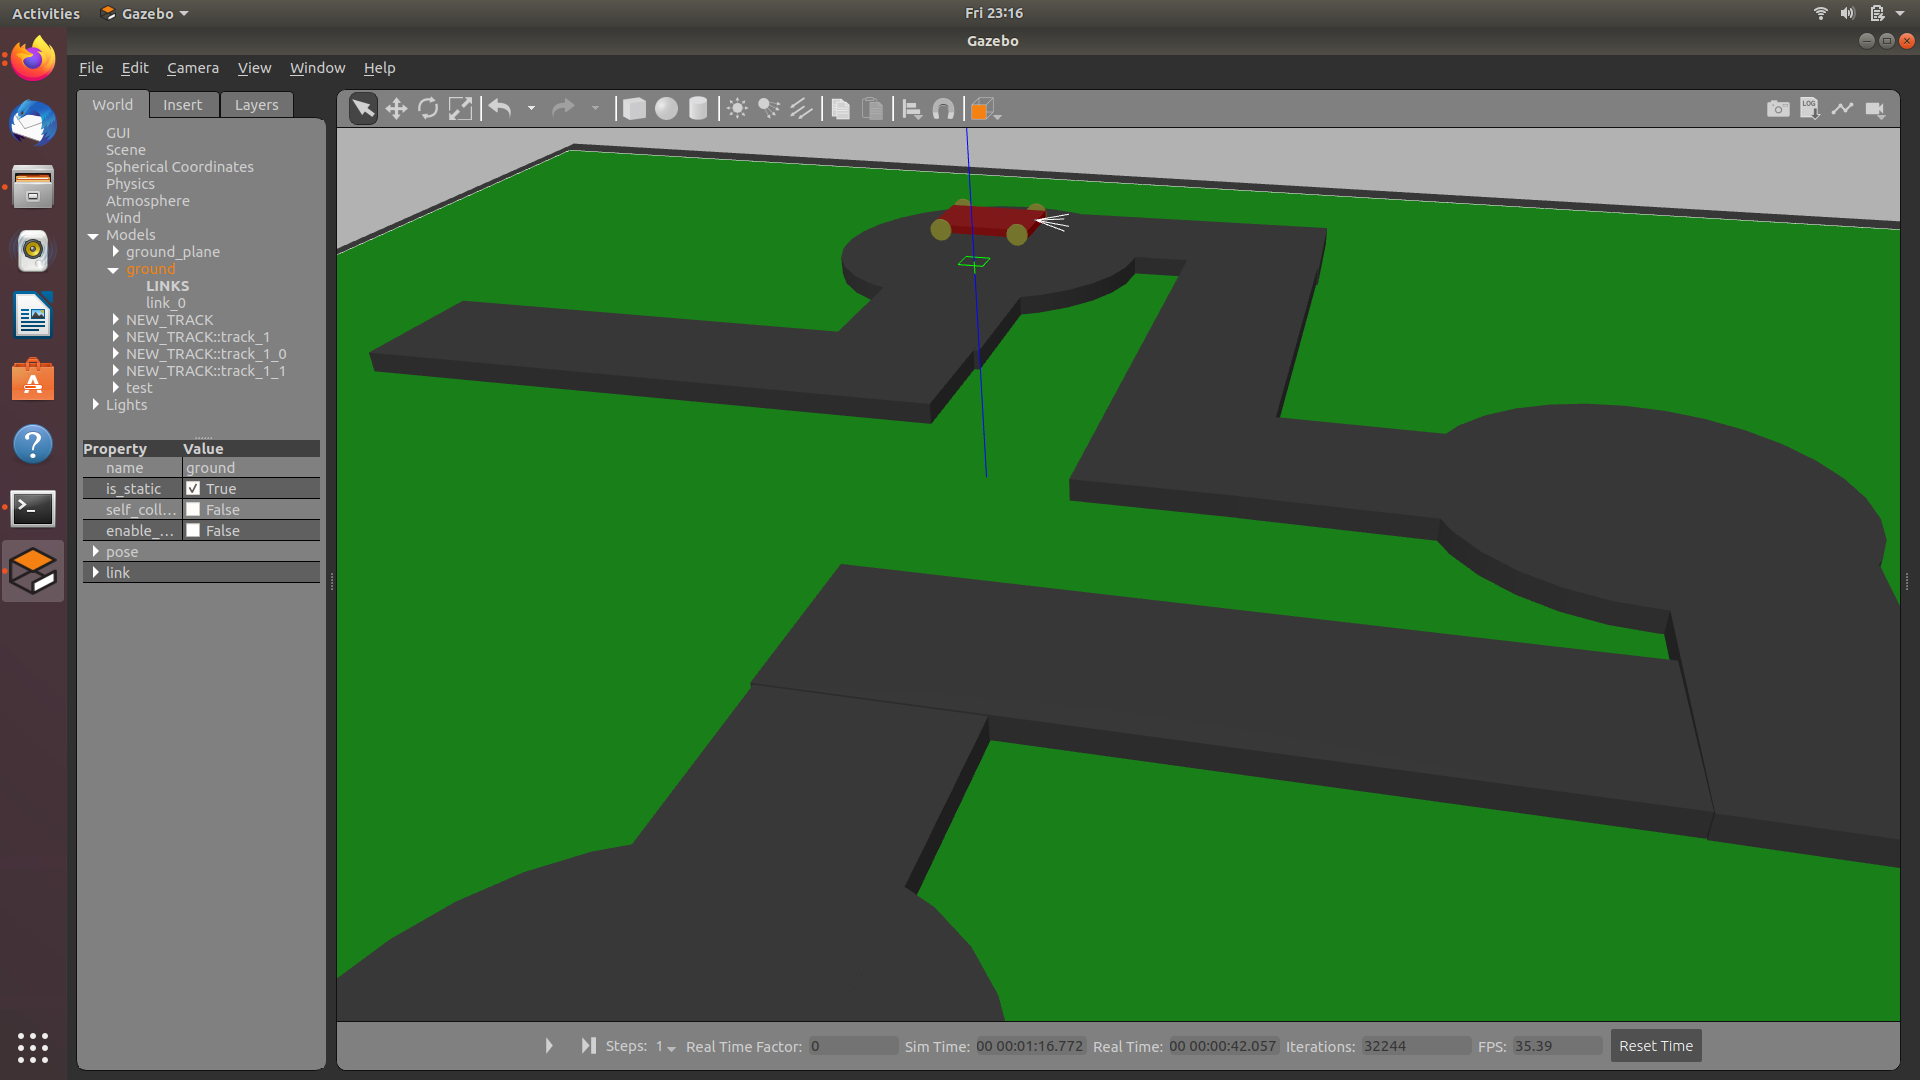 Activities Gazebo Fri 23:16
Gazebo
File Edit Camera View Window Help
World Insert Layers
GUI
Scene
Spherical Coordinates
Physics
Atmosphere
Wind
Models
ground_plane
ground
LINKS
link_0
NEW_TRACK
NEW_TRACK::track_1
NEW_TRACK::track_1_0
NEW_TRACK::track_1_1
test
Lights
Property Value
name ground
is_static True
self_coll... False
enable_... False
pose
link
LOG
Steps: 1 Real Time Factor: 0 Sim Time: 00 00:01:16.772 Real Time: 00 00:00:42.057 Iterations: 32244 FPS: 35.39 Reset Time